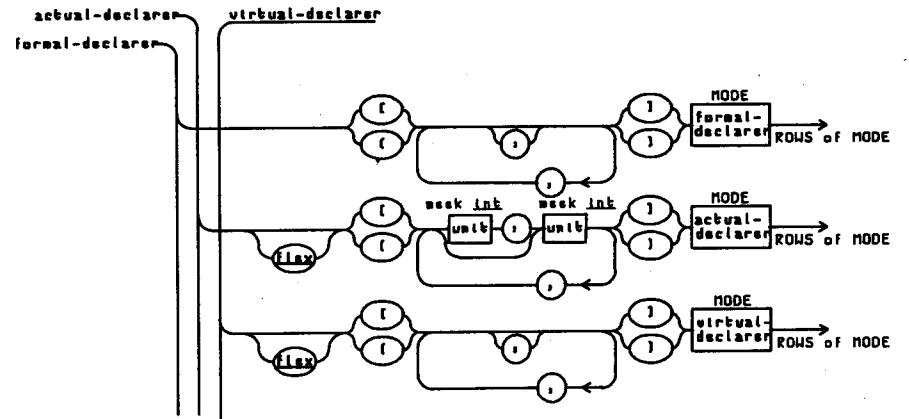 actual-declarer virtual-declarer
formal-declarer
MODE
[ ] formal-
( : ) declarer ROWS of MODE
,
meek int meek int MODE
[ unit : unit ] actual-
flex ( ) declarer ROWS of MODE
,
MODE
[ ] virtual-
flex ( : ) declarer ROWS of MODE
,